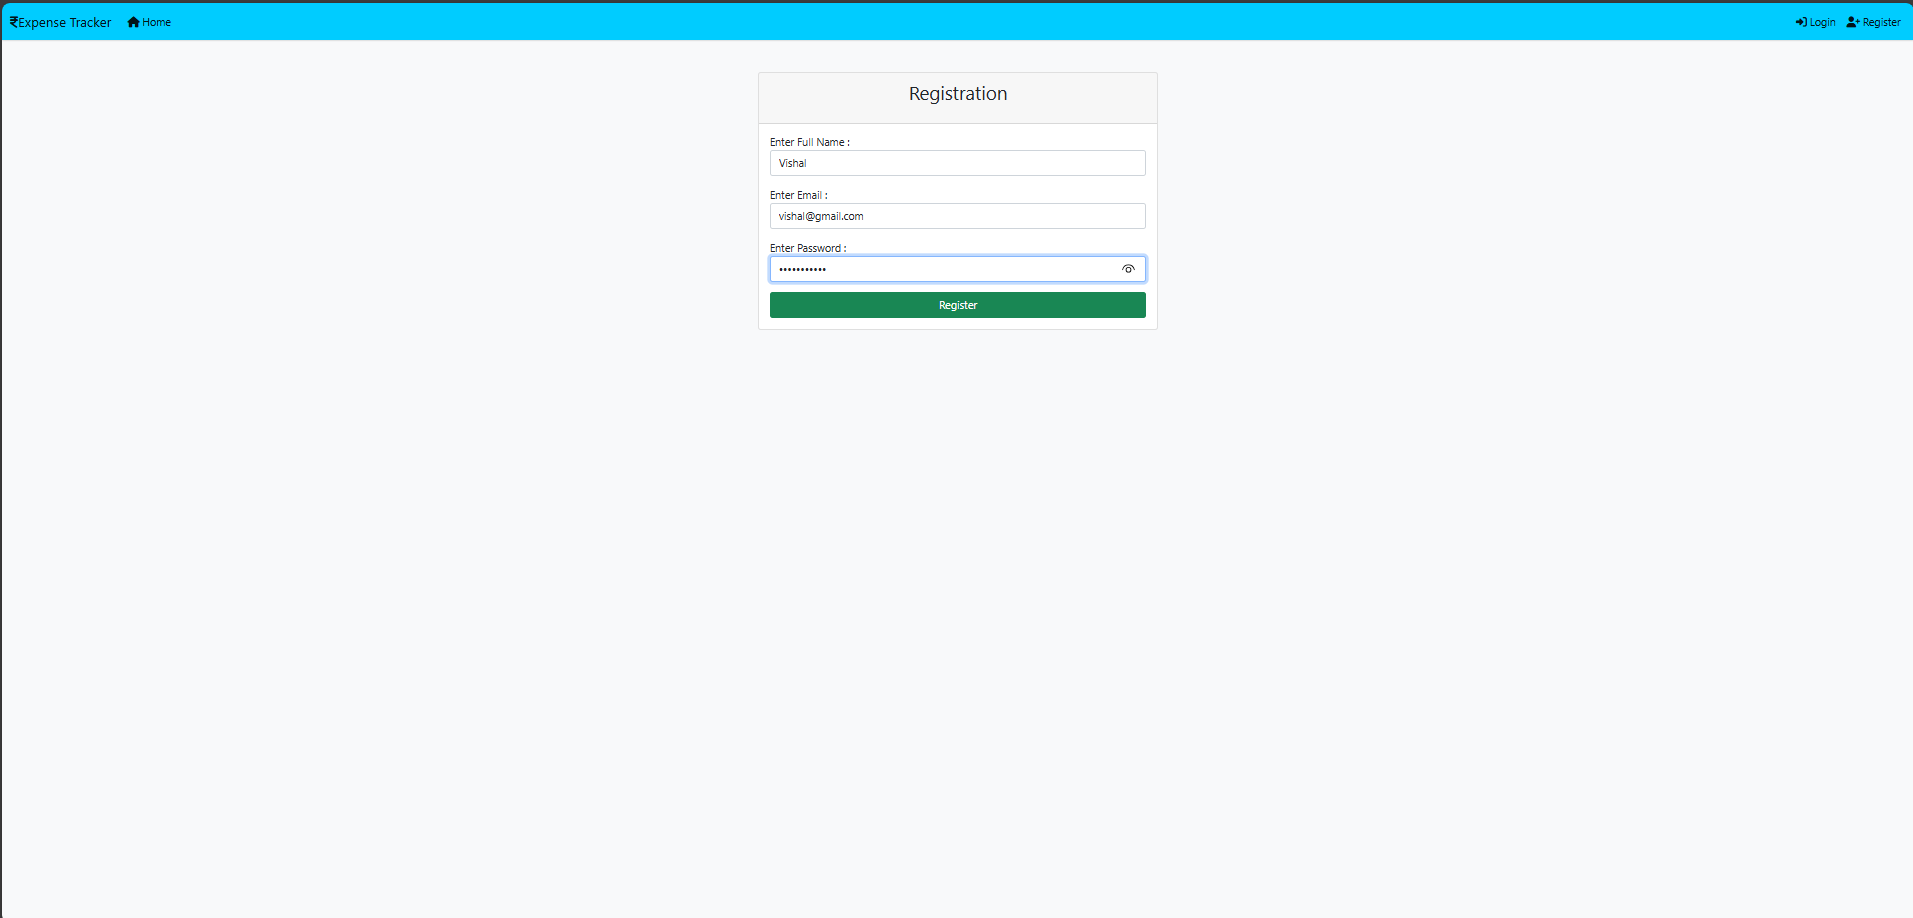 ₹Expense Tracker Home Login Register
Registration
Enter Full Name :
Vishal
Enter Email :
vishal@gmail.com
Enter Password :
•••••••••••
Register